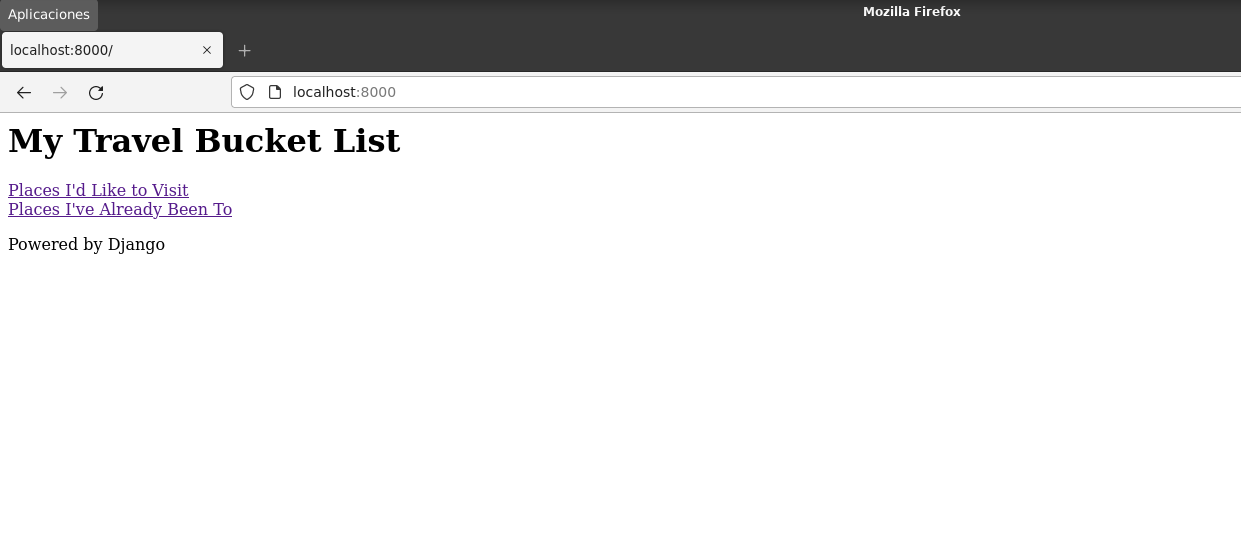 Aplicaciones
Mozilla Firefox
localhost:8000/
localhost:8000
My Travel Bucket List
Places I'd Like to Visit
Places I've Already Been To
Powered by Django